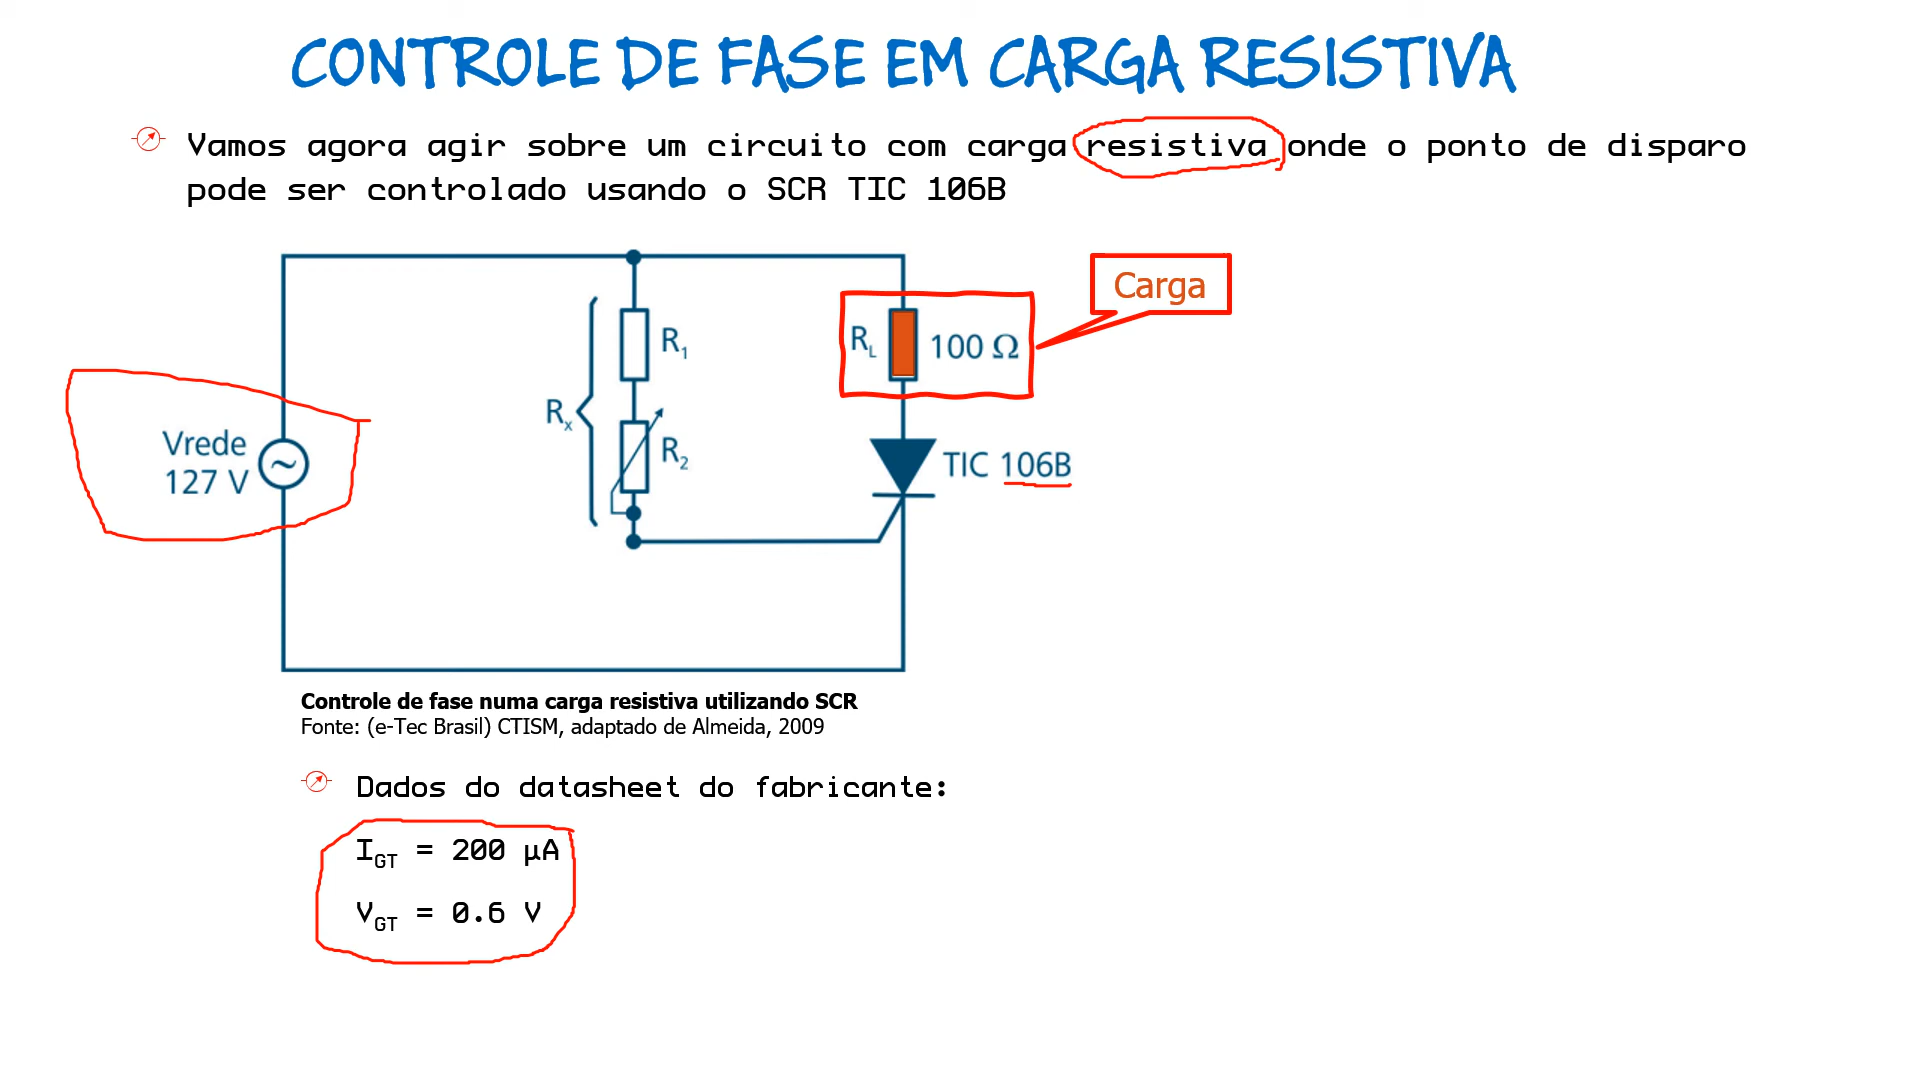 CONTROLE DE FASE EM CARGA RESISTIVA
Vamos agora agir sobre um circuito com carga resistiva onde o ponto de disparo
pode ser controlado usando o SCR TIC 106B
Carga
R1
RL 100 Ω
Rx
Vrede
127 V
R2
TIC 106B
Controle de fase numa carga resistiva utilizando SCR
Fonte: (e-Tec Brasil) CTISM, adaptado de Almeida, 2009
Dados do datasheet do fabricante:
IGT = 200 µA
VGT = 0.6 V